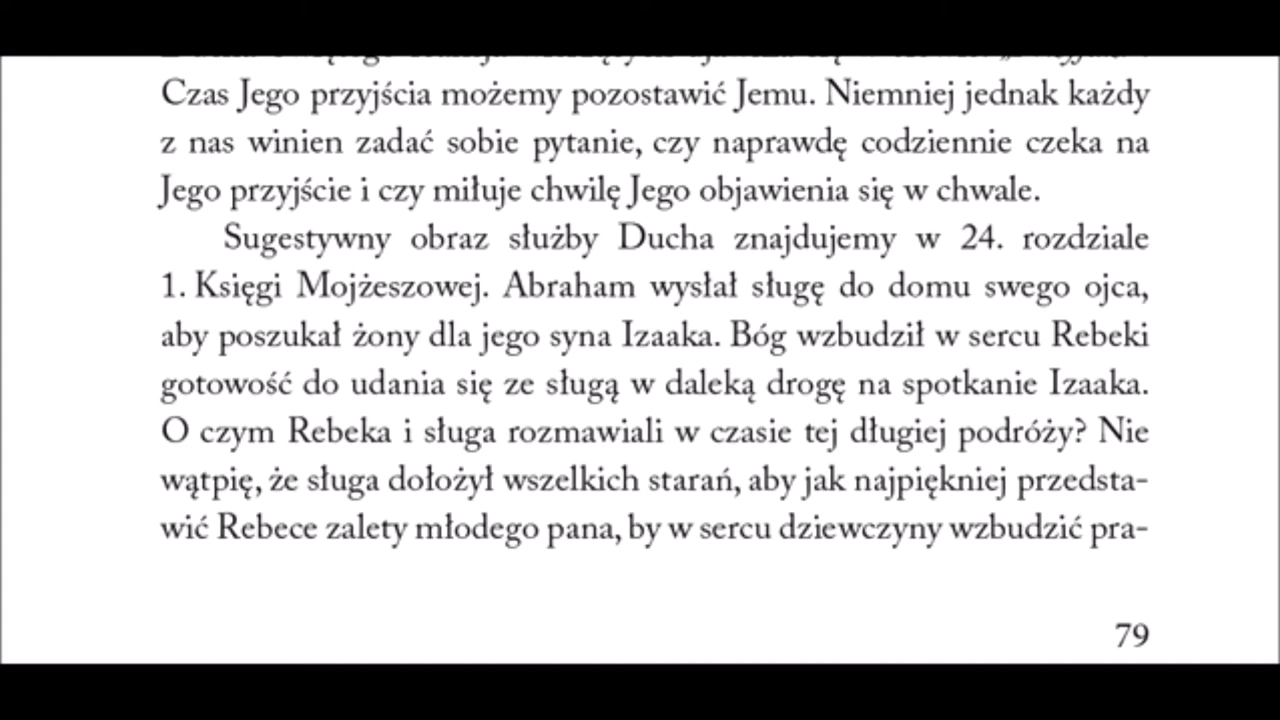 Czas Jego przyjścia możemy pozostawić Jemu. Niemniej jednak każdy
z nas winien zadać sobie pytanie, czy naprawdę codziennie czeka na
Jego przyjście i czy miłuje chwilę Jego objawienia się w chwale.
Sugestywny obraz służby Ducha znajdujemy w 24. rozdziale
1. Księgi Mojżeszowej. Abraham wysłał sługę do domu swego ojca,
aby poszukał żony dla jego syna Izaaka. Bóg wzbudził w sercu Rebeki
gotowość do udania się ze sługą w daleką drogę na spotkanie Izaaka.
O czym Rebeka i sługa rozmawiali w czasie tej długiej podróży? Nie
wątpię, że sługa dołożył wszelkich starań, aby jak najpiękniej przedsta-
wić Rebece zalety młodego pana, by w sercu dziewczyny wzbudzić pra-
79